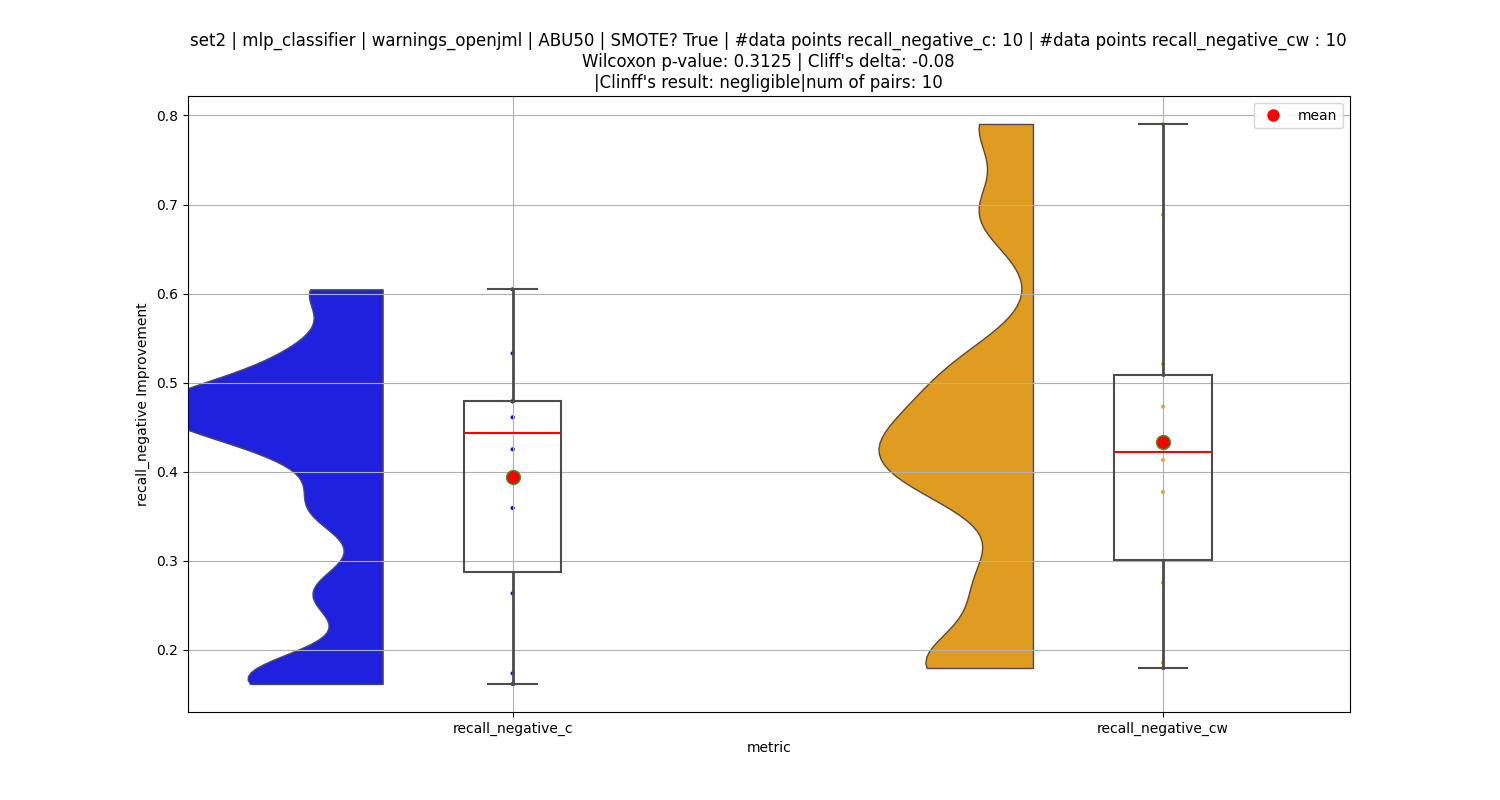 set2 | mlp_classifier | warnings_openjml | ABU50 | SMOTE? True | #data points recall_negative_c: 10 | #data points recall_negative_cw : 10
Wilcoxon p-value: 0.3125 | Cliff's delta: -0.08
|Clinff's result: negligible|num of pairs: 10
mean
0.8
0.7
0.6
0.5
0.4
0.3
0.2
recall_negative Improvement
recall_negative_c
recall_negative_cw
metric